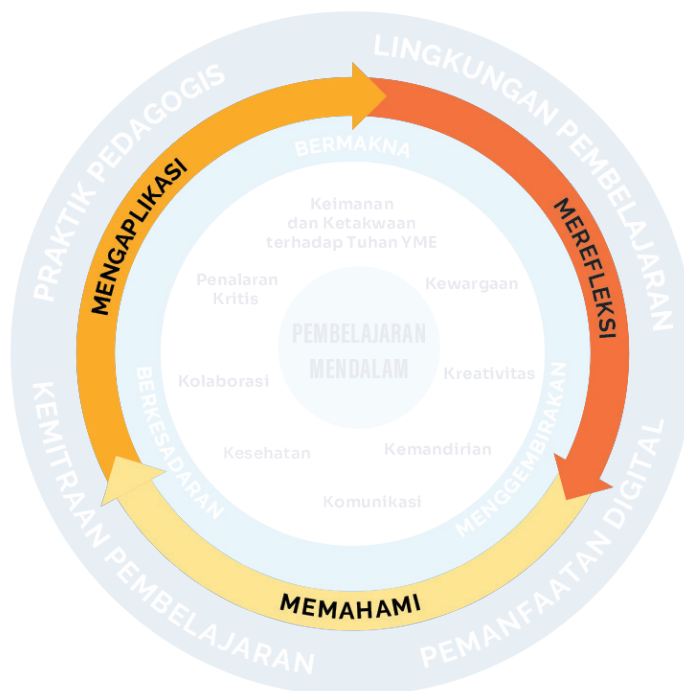 PRAKTIK PEDAGOGIS
LINGKUNGAN PEMBELAJARAN
MENGAPLIKASI
BERMAKNA
MEREFLEKSI
Keimanan
dan Ketakwaan
terhadap Tuhan YME
Penalaran
Kritis
Kewargaan
PEMBELAJARAN
MENDALAM
Kolaborasi
Kreativitas
Kesehatan
Kemandirian
Komunikasi
BERKESADARAN
MENGGEMBIRAKAN
KEMITRAAN PEMBELAJARAN
PEMANFAATAN DIGITAL
MEMAHAMI